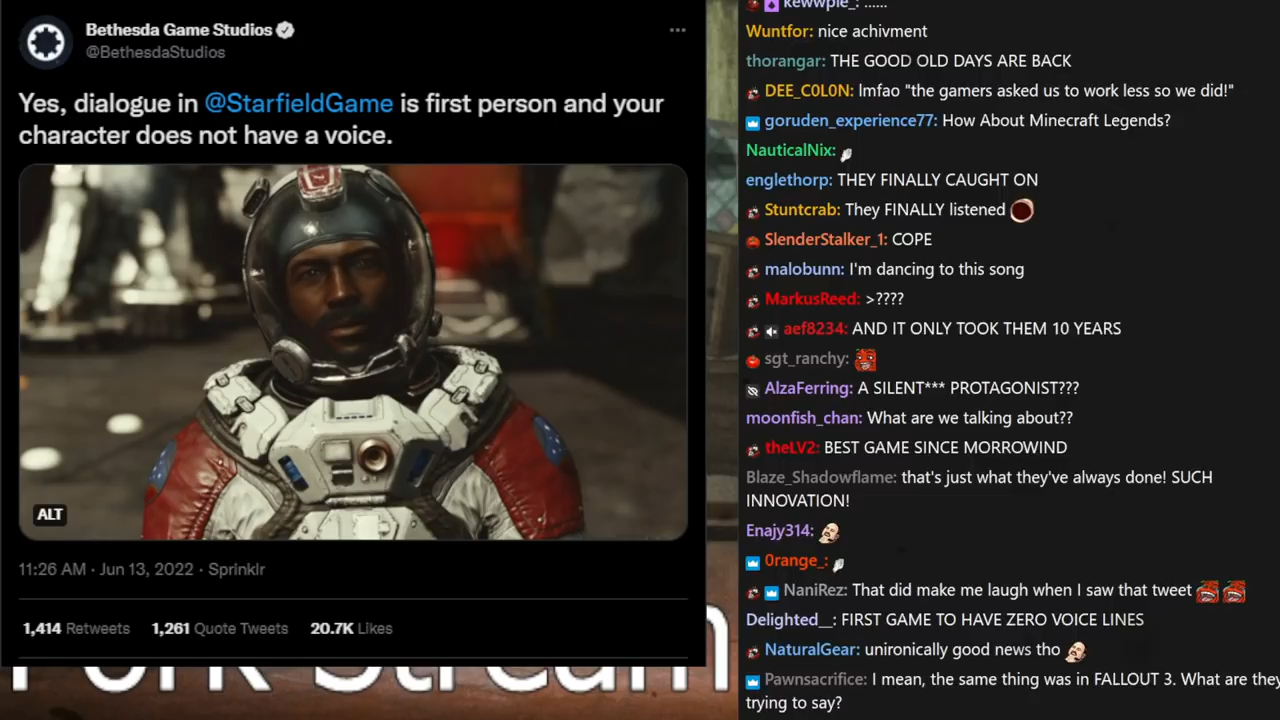 Bethesda Game Studios
@BethesdaStudios
Yes, dialogue in @StarfieldGame is first person and your
character does not have a voice.
ALT
11:26 AM · Jun 13, 2022 · Sprinklr
1,414 Retweets 1,261 Quote Tweets 20.7K Likes
Pork Stream
kewwpie_: ......
Wuntfor: nice achivment
thorangar: THE GOOD OLD DAYS ARE BACK
DEE_C0L0N: lmfao "the gamers asked us to work less so we did!"
goruden_experience77: How About Minecraft Legends?
NauticalNix:
englethorp: THEY FINALLY CAUGHT ON
Stuntcrab: They FINALLY listened
SlenderStalker_1: COPE
malobunn: I'm dancing to this song
MarkusReed: >????
aef8234: AND IT ONLY TOOK THEM 10 YEARS
sgt_ranchy:
AlzaFerring: A SILENT*** PROTAGONIST???
moonfish_chan: What are we talking about??
theLV2: BEST GAME SINCE MORROWIND
Blaze_Shadowflame: that's just what they've always done! SUCH
INNOVATION!
Enajy314:
0range_:
NaniRez: That did make me laugh when I saw that tweet
Delighted__: FIRST GAME TO HAVE ZERO VOICE LINES
NaturalGear: unironically good news tho
Pawnsacrifice: I mean, the same thing was in FALLOUT 3. What are they
trying to say?